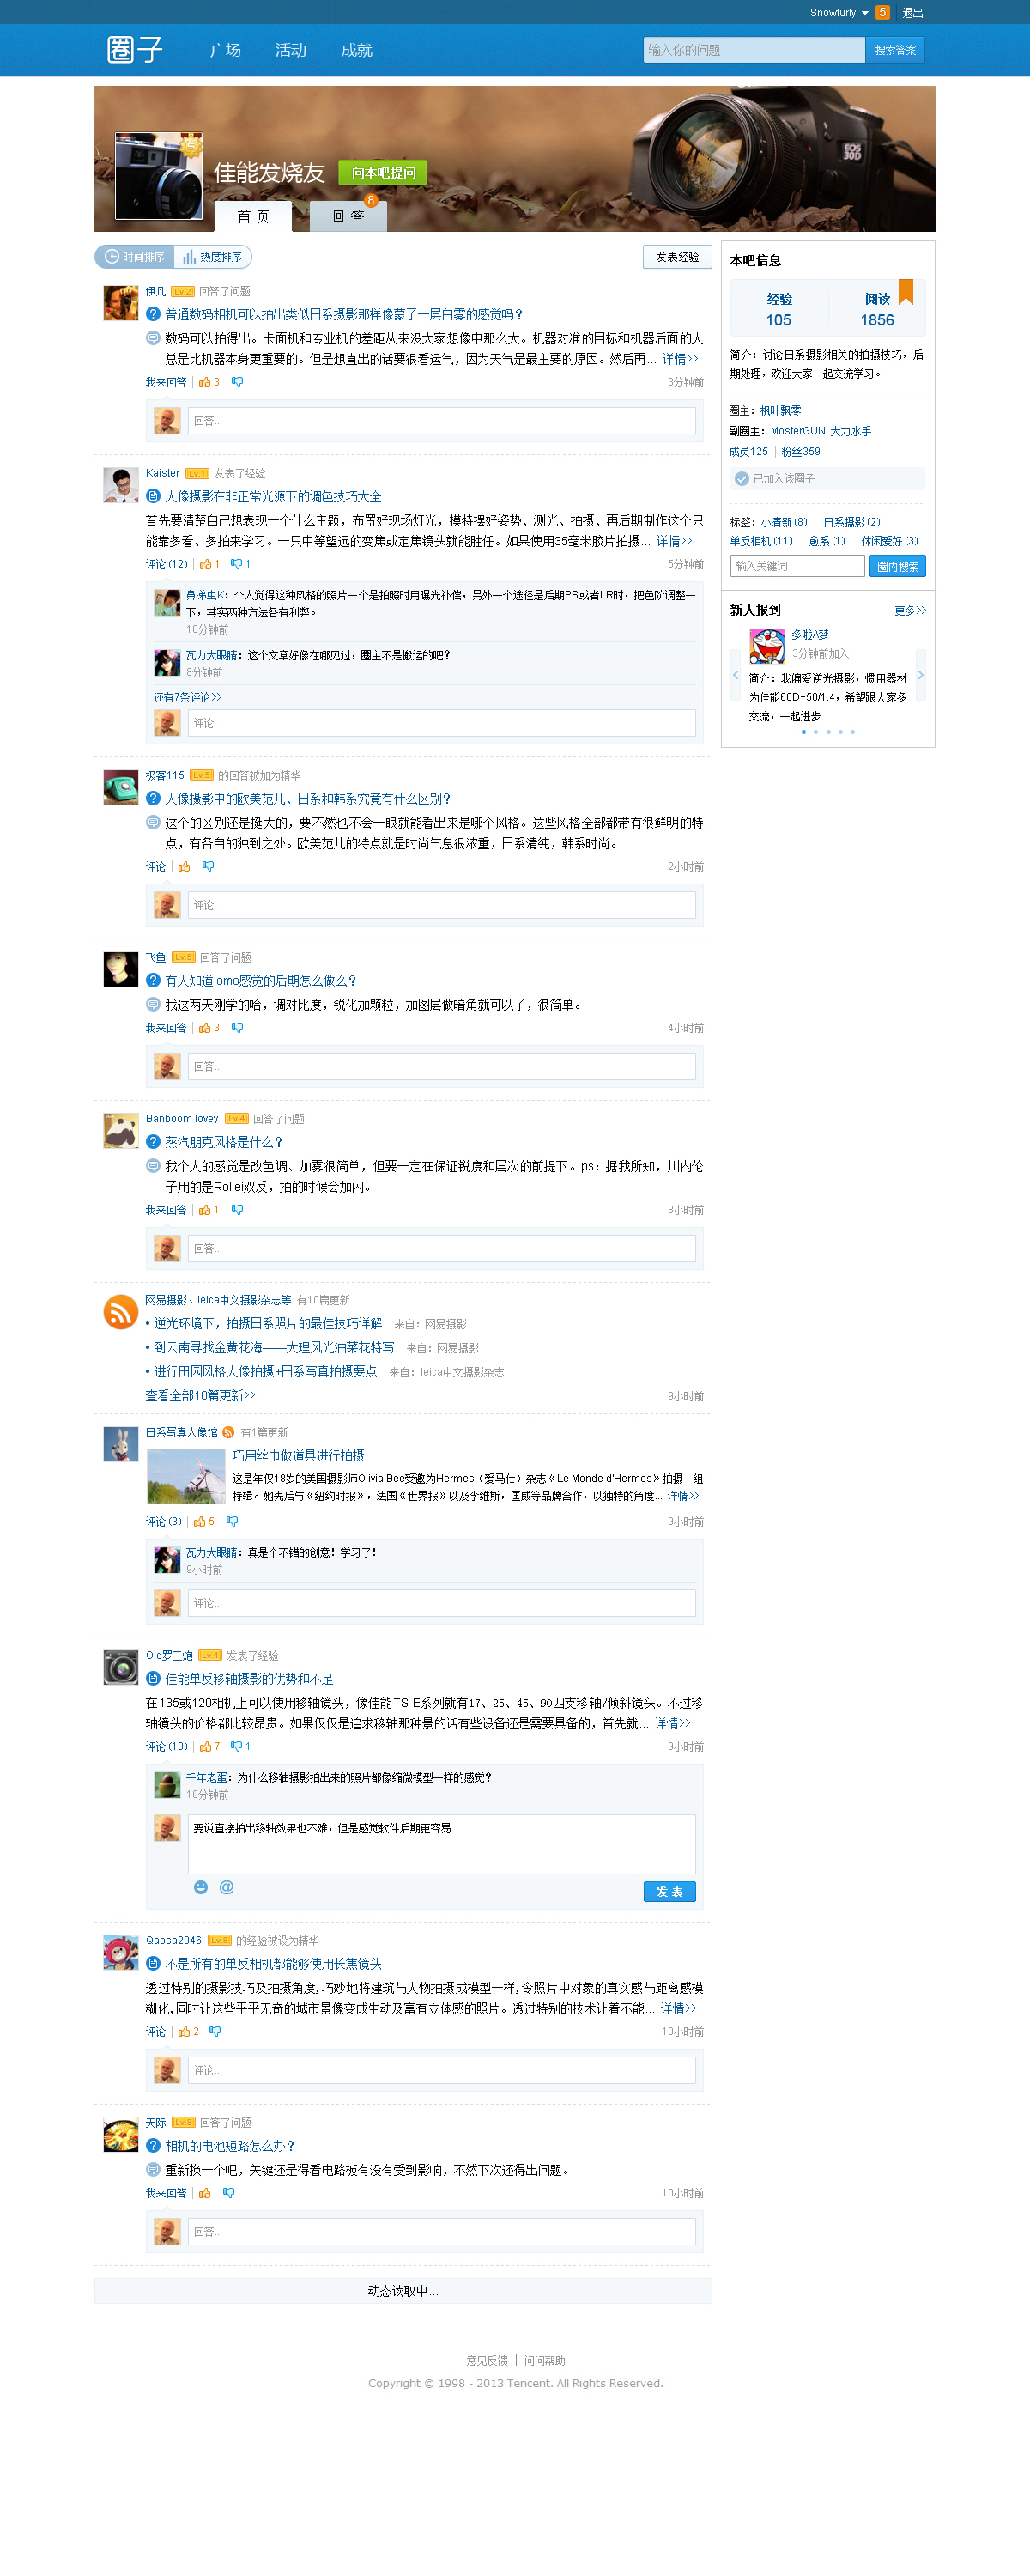 Snowturly 5 退出
圈子 广场 活动 成就 输入你的问题 搜索答案
EOS
30D
5
佳能发烧友 向本吧提问
8
首页 回答
时间排序 热度排序 发表经验
伊凡 Lv.2 回答了问题
普通数码相机可以拍出类似日系摄影那样像蒙了一层白雾的感觉吗?
数码可以拍得出。卡面机和专业机的差距从来没大家想像中那么大。机器对准的目标和机器后面的人
总是比机器本身更重要的。但是想直出的话要很看运气，因为天气是最主要的原因。然后再... 详情>>
我来回答 3 3分钟前
回答...
Kaister Lv.1 发表了经验
人像摄影在非正常光源下的调色技巧大全
首先要清楚自己想表现一个什么主题，布置好现场灯光，模特摆好姿势、测光、拍摄、再后期制作这个只
能靠多看、多拍来学习。一只中等望远的变焦或定焦镜头就能胜任。如果使用35毫米胶片拍摄... 详情>>
评论(12) 1 1 5分钟前
鼻涕虫K：个人觉得这种风格的照片一个是拍照时用曝光补偿，另外一个途径是后期PS或者LR时，把色阶调整一
下，其实两种方法各有利弊。
10分钟前
瓦力大眼睛：这个文章好像在哪见过，圈主不是搬运的吧?
8分钟前
还有7条评论>>
评论...
极客115 Lv.5 的回答被加为精华
人像摄影中的欧美范儿、日系和韩系究竟有什么区别?
这个的区别还是挺大的，要不然也不会一眼就能看出来是哪个风格。这些风格全部都带有很鲜明的特
点，有各自的独到之处。欧美范儿的特点就是时尚气息很浓重，日系清纯，韩系时尚。
评论 2小时前
评论...
飞鱼 Lv.5 回答了问题
有人知道lomo感觉的后期怎么做么?
我这两天刚学的哈，调对比度，锐化加颗粒，加图层做暗角就可以了，很简单。
我来回答 3 4小时前
回答...
Banboom lovey Lv.4 回答了问题
蒸汽朋克风格是什么?
我个人的感觉是改色调、加雾很简单，但要一定在保证锐度和层次的前提下。ps：据我所知，川内伦
子用的是Rollei双反，拍的时候会加闪。
我来回答 1 8小时前
回答...
网易摄影、leica中文摄影杂志等 有10篇更新
• 逆光环境下，拍摄日系照片的最佳技巧详解 来自：网易摄影
• 到云南寻找金黄花海——大理风光油菜花特写 来自：网易摄影
• 进行田园风格人像拍摄+日系写真拍摄要点 来自：leica中文摄影杂志
查看全部10篇更新>> 9小时前
日系写真人像馆 有1篇更新
巧用丝巾做道具进行拍摄
这是年仅18岁的美国摄影师Olivia Bee受邀为Hermes（爱马仕）杂志《Le Monde d'Hermes》拍摄一组
特辑。她先后与《纽约时报》，法国《世界报》以及李维斯，匡威等品牌合作，以独特的角度... 详情>>
评论(3) 5 9小时前
瓦力大眼睛：真是个不错的创意! 学习了!
9小时前
评论...
Old罗三炮 Lv.4 发表了经验
佳能单反移轴摄影的优势和不足
在135或120相机上可以使用移轴镜头，像佳能TS-E系列就有17、25、45、90四支移轴/倾斜镜头。不过移
轴镜头的价格都比较昂贵。如果仅仅是追求移轴那种景的话有些设备还是需要具备的，首先就... 详情>>
评论(10) 7 1 9小时前
千年老蛋：为什么移轴摄影拍出来的照片都像缩微模型一样的感觉?
10分钟前
要说直接拍出移轴效果也不难，但是感觉软件后期更容易
@ 发表
Qaosa2046 Lv.6 的经验被设为精华
不是所有的单反相机都能够使用长焦镜头
透过特别的摄影技巧及拍摄角度,巧妙地将建筑与人物拍摄成模型一样,令照片中对象的真实感与距离感模
糊化,同时让这些平平无奇的城市景像变成生动及富有立体感的照片。透过特别的技术让着不能... 详情>>
评论 2 10小时前
评论...
天际 Lv.8 回答了问题
相机的电池短路怎么办?
重新换一个吧，关键还是得看电路板有没有受到影响，不然下次还得出问题。
我来回答 10小时前
回答...
动态读取中...
本吧信息
经验 阅读
105 1856
简介：讨论日系摄影相关的拍摄技巧，后
期处理，欢迎大家一起交流学习。
圈主：枫叶飘零
副圈主：MosterGUN 大力水手
成员125 粉丝359
已加入该圈子
标签：小清新(8) 日系摄影(2)
单反相机(11) 愈系(1) 休闲爱好(3)
输入关键词 圈内搜索
新人报到 更多>>
多啦A梦
3分钟前加入
简介：我偏爱逆光摄影，惯用器材
为佳能60D+50/1.4，希望跟大家多
交流，一起进步
意见反馈 | 问问帮助
Copyright © 1998 - 2013 Tencent. All Rights Reserved.